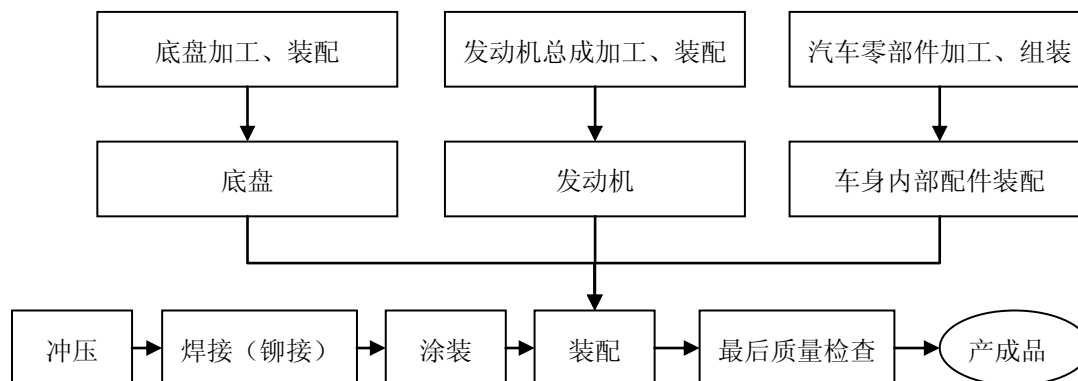 底盘加工、装配
发动机总成加工、装配
汽车零部件加工、组装
底盘
发动机
车身内部配件装配
冲压
焊接（铆接）
涂装
装配
最后质量检查
产成品